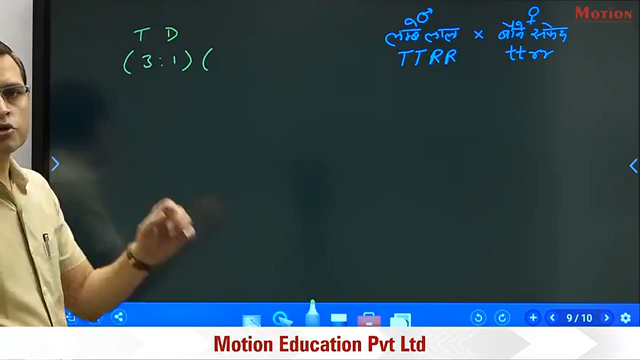 T D
(3:1) (
♂ ♀
लम्बे लाल × बौने सफेद
TTRR ttrr
MOTION
9/10
Motion Education Pvt Ltd